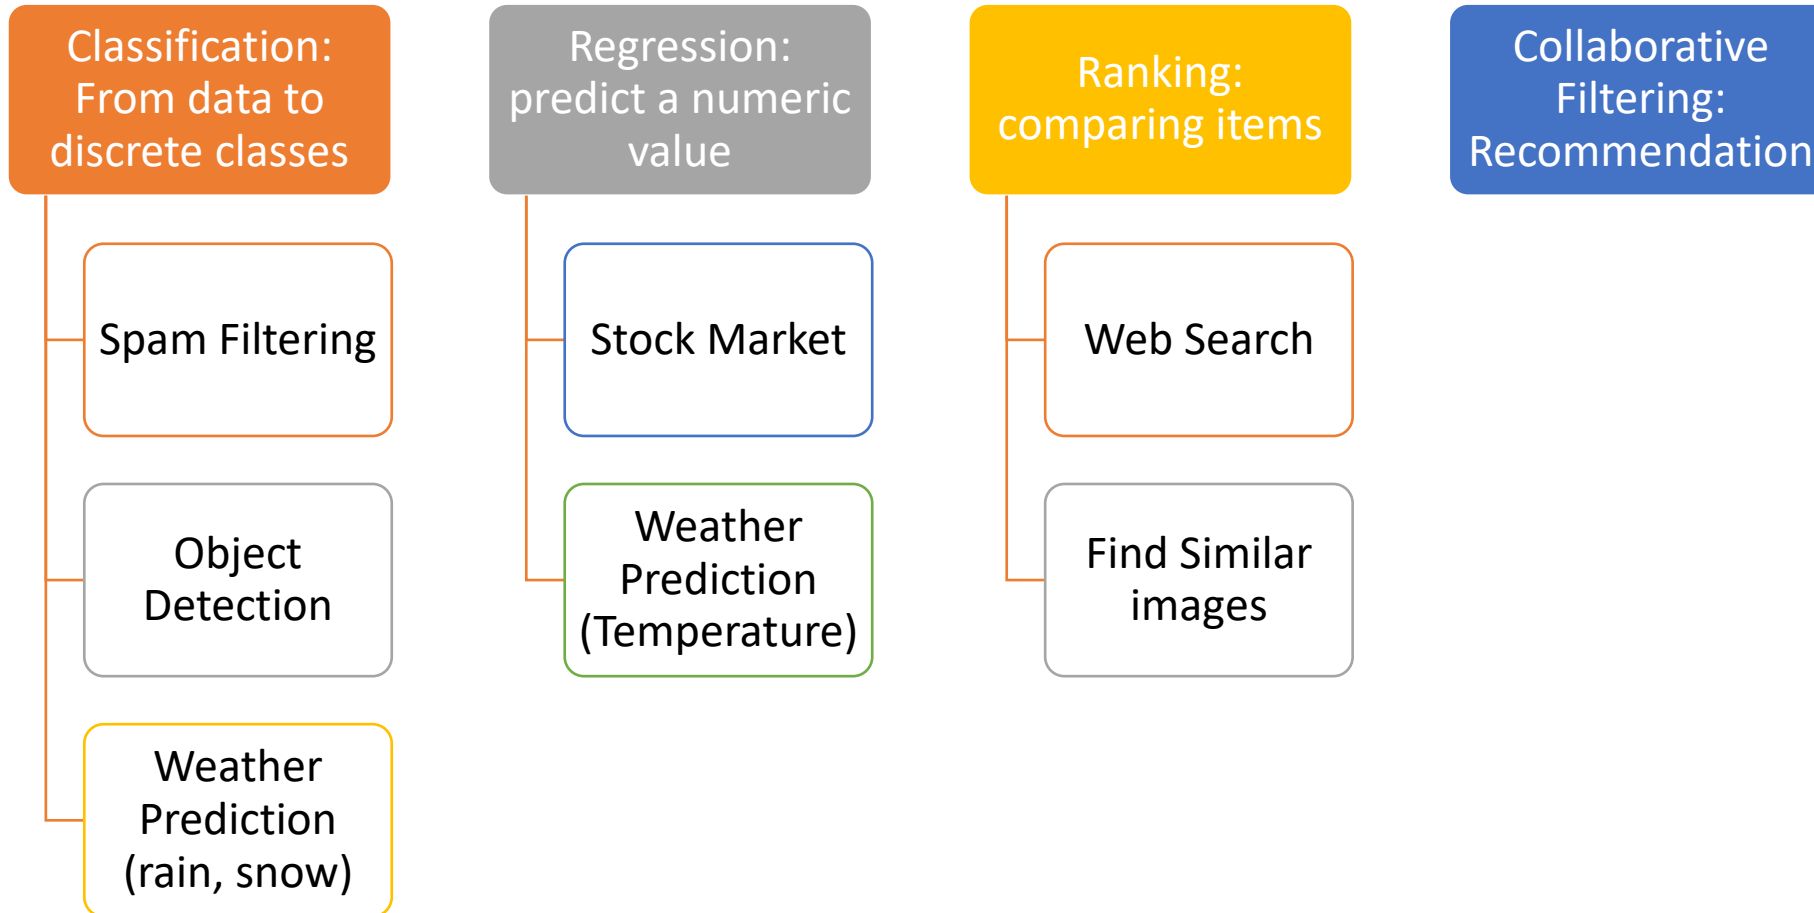 Classification:
From data to
discrete classes
Spam Filtering
Object
Detection
Weather
Prediction
(rain, snow)
Regression:
predict a numeric
value
Stock Market
Weather
Prediction
(Temperature)
Ranking:
comparing items
Web Search
Find Similar
images
Collaborative
Filtering:
Recommendation